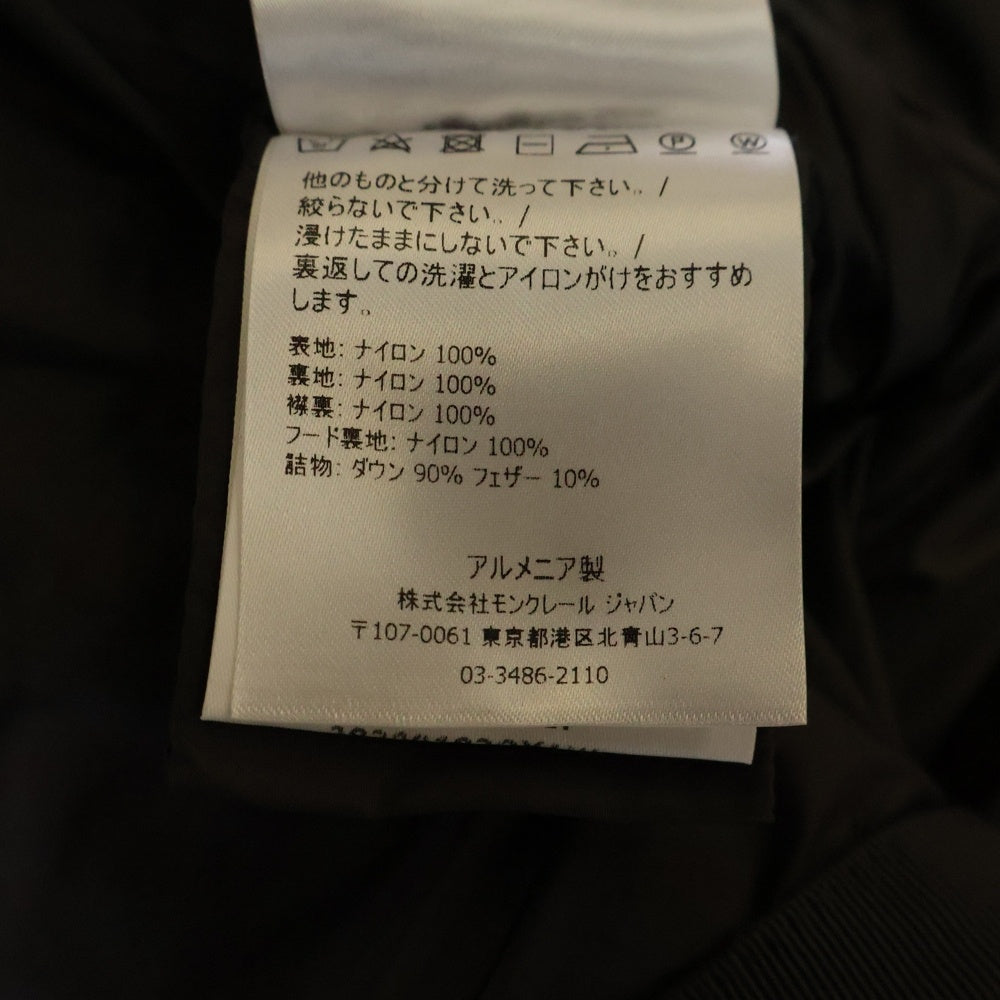 他のものと分けて洗って下さい。/
絞らないで下さい。/
浸けたままにしないで下さい。/
裏返しての洗濯とアイロンがけをおすすめ
します。
表地: ナイロン 100%
裏地: ナイロン 100%
襟裏: ナイロン 100%
フード裏地: ナイロン 100%
詰物: ダウン 90% フェザー 10%
アルメニア製
株式会社モンクレール ジャパン
〒107-0061 東京都港区北青山3-6-7
03-3486-2110